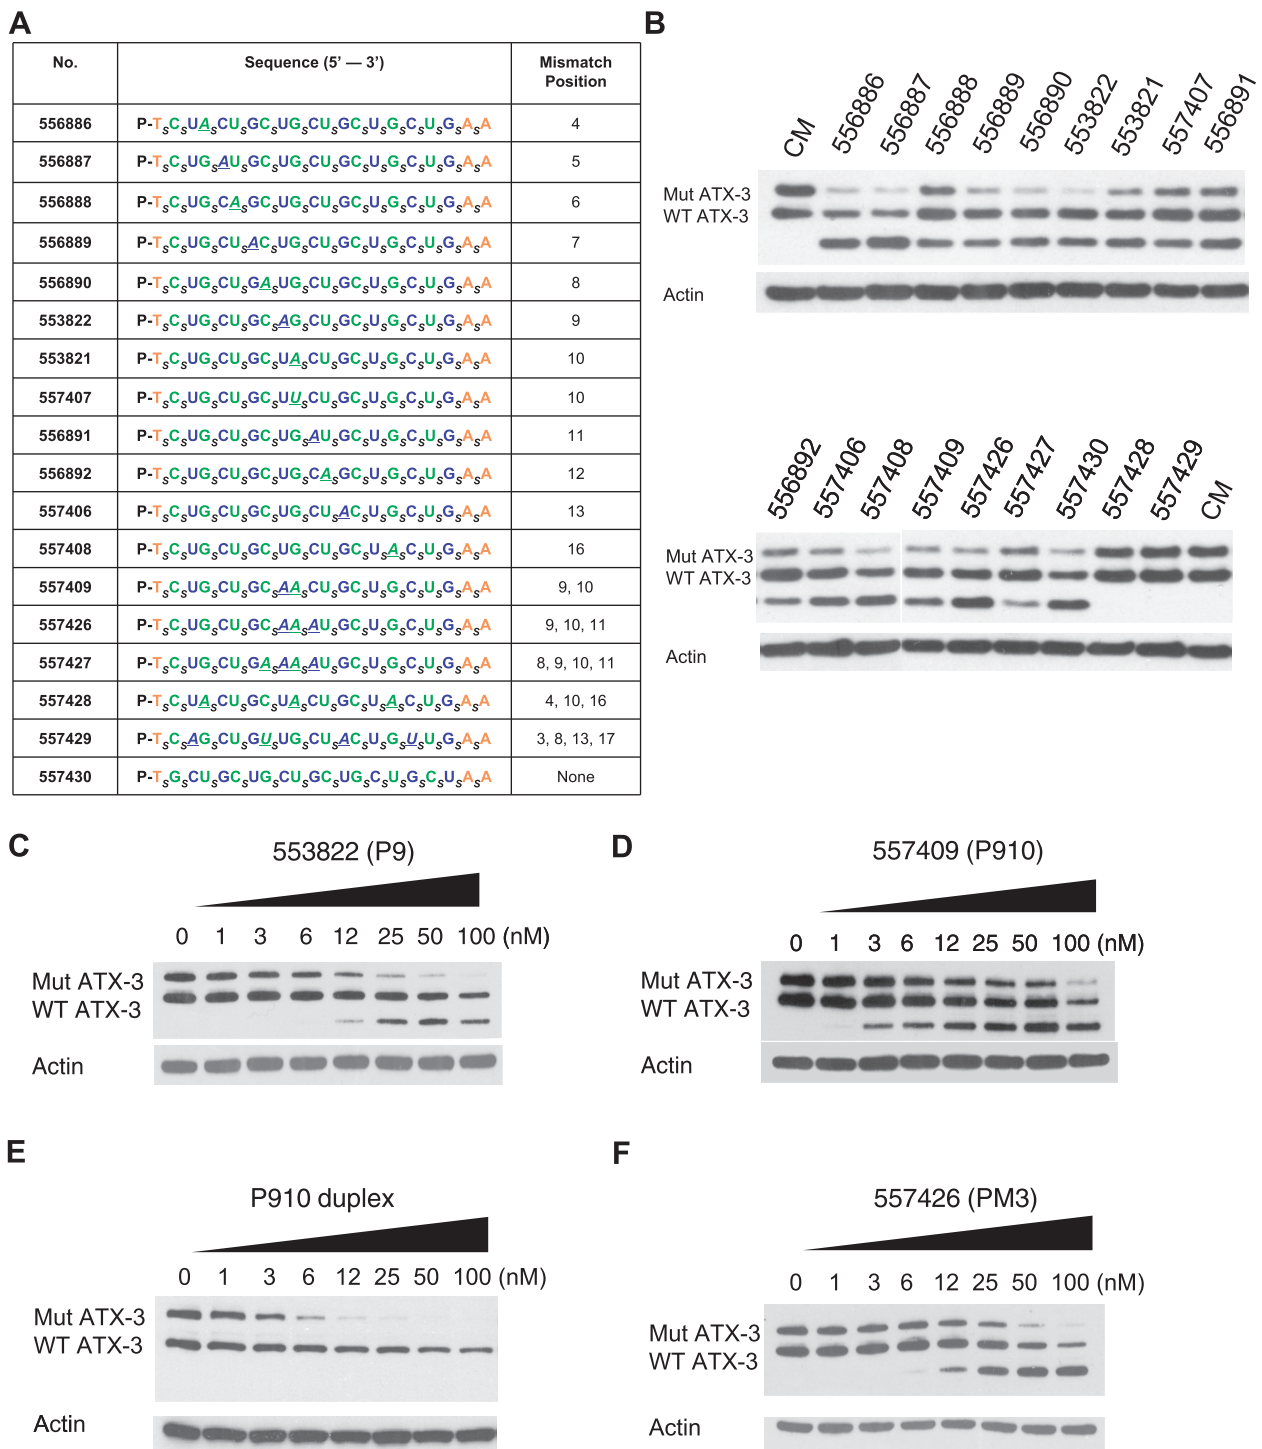 A
No. Sequence (5' — 3') Mismatch Position
556886 P-TSCSUASCUSGCSUGSCUSGCSUSGSCSUSGSASA 4
556887 P-TSCSUGSAUSGCSUGSCUSGCSUSGSCSUSGSASA 5
556888 P-TSCSUGSCASGCSUGSCUSGCSUSGSCSUSGSASA 6
556889 P-TSCSUGSCUSACSUGSCUSGCSUSGSCSUSGSASA 7
556890 P-TSCSUGSCUSGASUGSCUSGCSUSGSCSUSGSASA 8
553822 P-TSCSUGSCUSGCSAGSCUSGCSUSGSCSUSGSASA 9
553821 P-TSCSUGSCUSGCSUASCUSGCSUSGSCSUSGSASA 10
557407 P-TSCSUGSCUSGCSUUSCUSGCSUSGSCSUSGSASA 10
556891 P-TSCSUGSCUSGCSUGSAUSGCSUSGSCSUSGSASA 11
556892 P-TSCSUGSCUSGCSUGSCASGCSUSGSCSUSGSASA 12
557406 P-TSCSUGSCUSGCSUGSCUSACSUSGSCSUSGSASA 13
557408 P-TSCSUGSCUSGCSUGSCUSGCSUSASCSUSGSASA 16
557409 P-TSCSUGSCUSGCSAASCUSGCSUSGSCSUSGSASA 9, 10
557426 P-TSCSUGSCUSGCSAASAUSGCSUSGSCSUSGSASA 9, 10, 11
557427 P-TSCSUGSCUSGASAASAUSGCSUSGSCSUSGSASA 8, 9, 10, 11
557428 P-TSCSUASCUSGCSUASCUSGCSUSASCSUSGSASA 4, 10, 16
557429 P-TSCSAGSCUSGUSUGSCUSACSUSGSUSUSGSASA 3, 8, 13, 17
557430 P-TSGSCUSGCSUGSCUSGCSUGSCSUSGSCSUSASA None
B
CM 556886 556887 556888 556889 556890 553822 553821 557407 556891
Mut ATX-3
WT ATX-3
Actin
556892 557406 557408 557409 557426 557427 557430 557428 557429 CM
Mut ATX-3
WT ATX-3
Actin
C
553822 (P9)
0 1 3 6 12 25 50 100 (nM)
Mut ATX-3
WT ATX-3
Actin
D
557409 (P910)
0 1 3 6 12 25 50 100 (nM)
Mut ATX-3
WT ATX-3
Actin
E
P910 duplex
0 1 3 6 12 25 50 100 (nM)
Mut ATX-3
WT ATX-3
Actin
F
557426 (PM3)
0 1 3 6 12 25 50 100 (nM)
Mut ATX-3
WT ATX-3
Actin